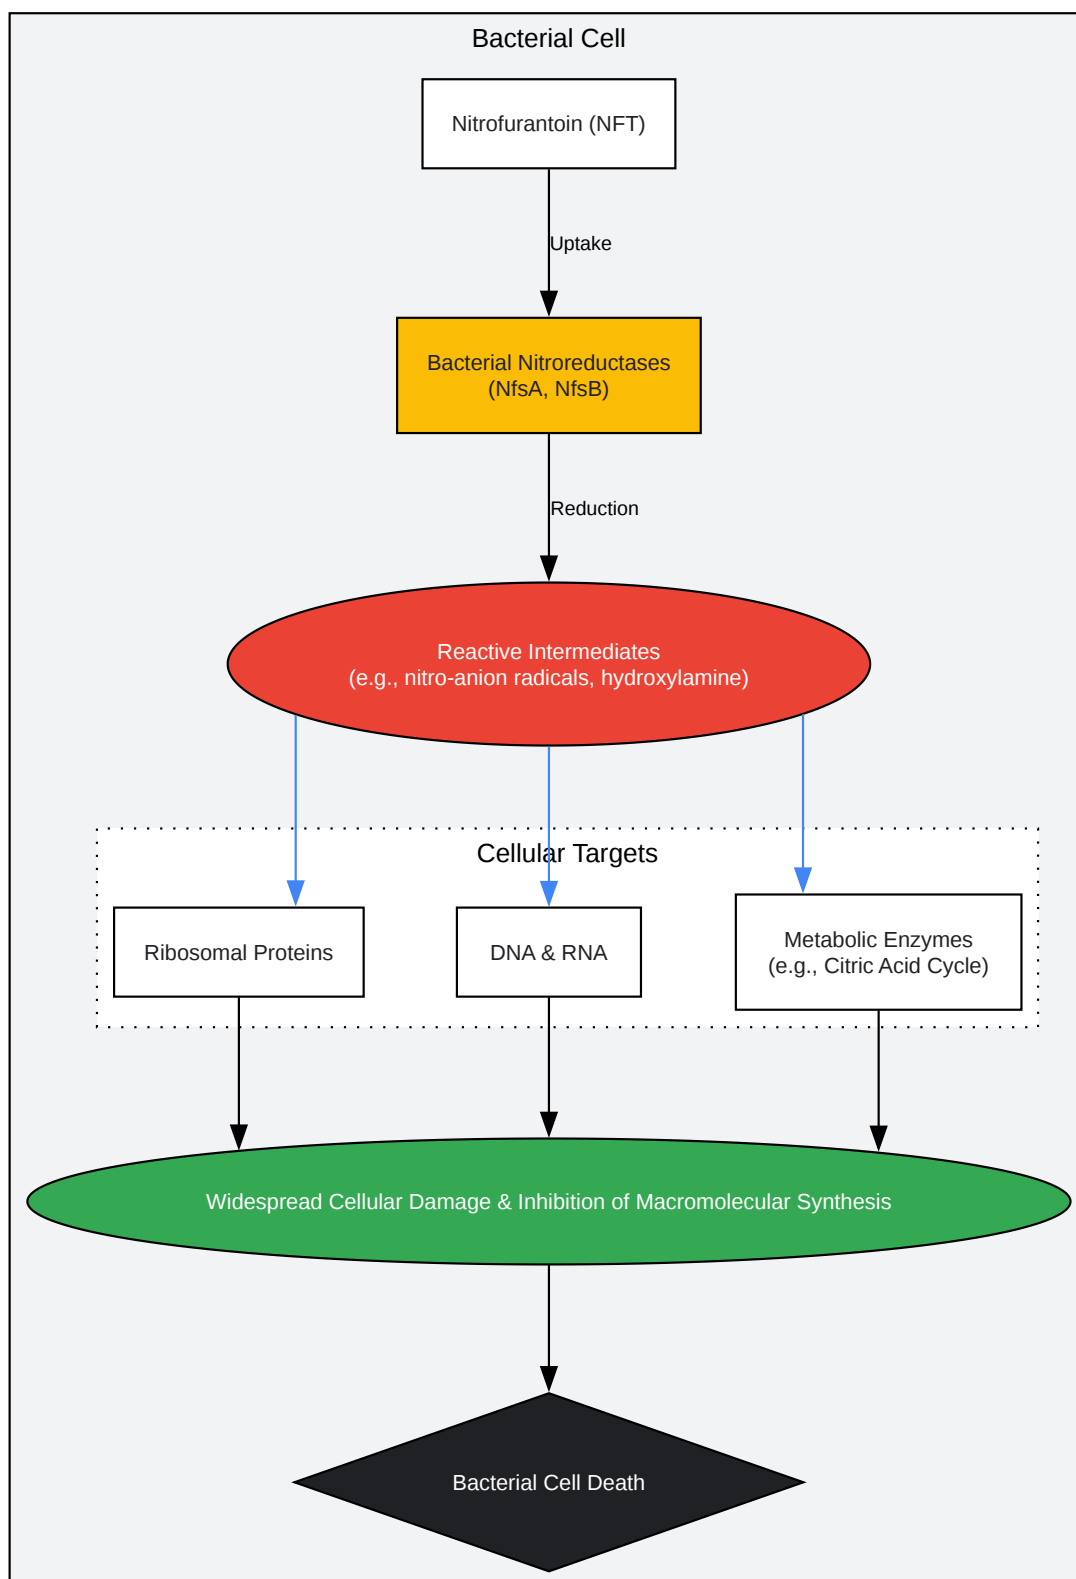 Bacterial Cell
Nitrofurantoin (NFT)
Uptake
Bacterial Nitroreductases
(NfsA, NfsB)
Reduction
Reactive Intermediates
(e.g., nitro-anion radicals, hydroxylamine)
Cellular Targets
Ribosomal Proteins
DNA & RNA
Metabolic Enzymes
(e.g., Citric Acid Cycle)
Widespread Cellular Damage & Inhibition of Macromolecular Synthesis
Bacterial Cell Death